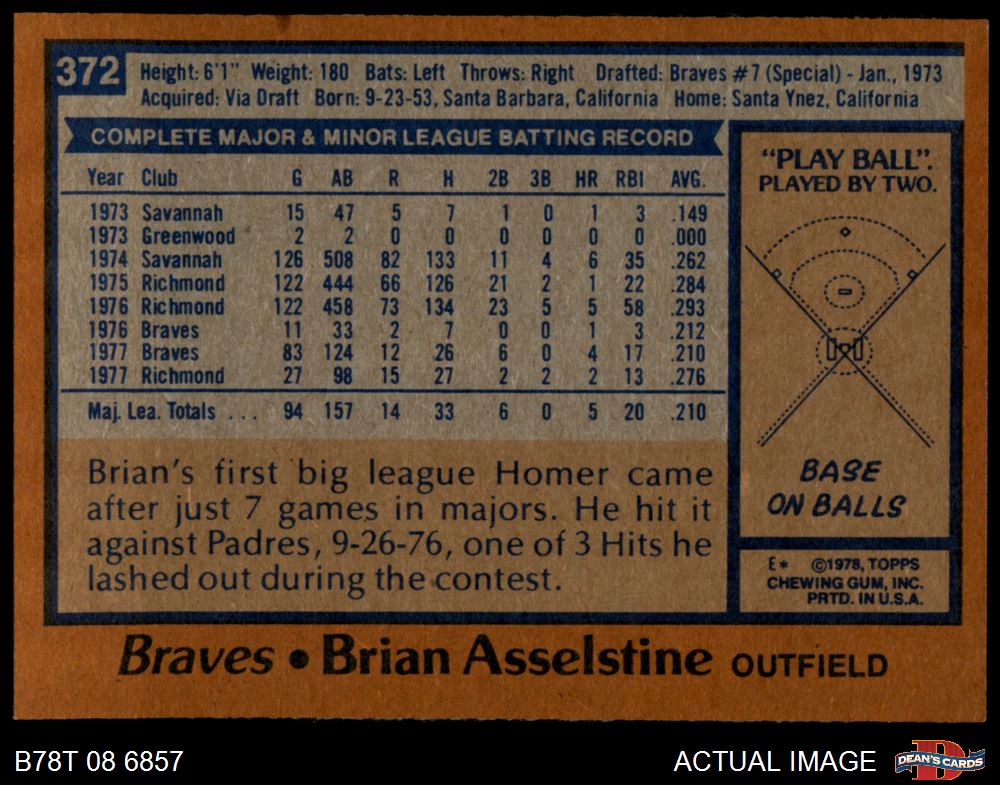 372
Height: 6'1" Weight: 180 Bats: Left Throws: Right Drafted: Braves #7 (Special) - Jan., 1973
Acquired: Via Draft Born: 9-23-53, Santa Barbara, California Home: Santa Ynez, California
COMPLETE MAJOR & MINOR LEAGUE BATTING RECORD
Year Club G AB R H 2B 3B HR RBI AVG.
1973 Savannah 15 47 5 7 1 0 1 3 .149
1973 Greenwood 2 2 0 0 0 0 0 0 .000
1974 Savannah 126 508 82 133 11 4 6 35 .262
1975 Richmond 122 444 66 126 21 2 1 22 .284
1976 Richmond 122 458 73 134 23 5 5 58 .293
1976 Braves 11 33 2 7 0 0 1 3 .212
1977 Braves 83 124 12 26 6 0 4 17 .210
1977 Richmond 27 98 15 27 2 2 2 13 .276
Maj. Lea. Totals ... 94 157 14 33 6 0 5 20 .210
Brian's first big league Homer came
after just 7 games in majors. He hit it
against Padres, 9-26-76, one of 3 Hits he
lashed out during the contest.
"PLAY BALL".
PLAYED BY TWO.
BASE
ON BALLS
E* ©1978, TOPPS
CHEWING GUM, INC.
PRTD. IN U.S.A.
Braves • Brian Asselstine OUTFIELD
B78T 08 6857
ACTUAL IMAGE
D
DEAN'S CARDS